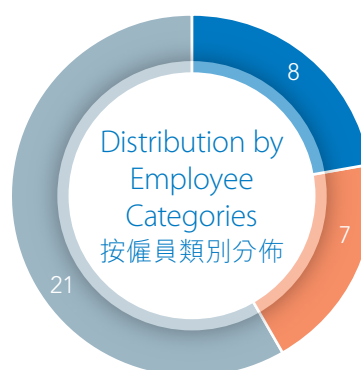 8
Distribution by
Employee
Categories
按僱員類別分佈
7
21